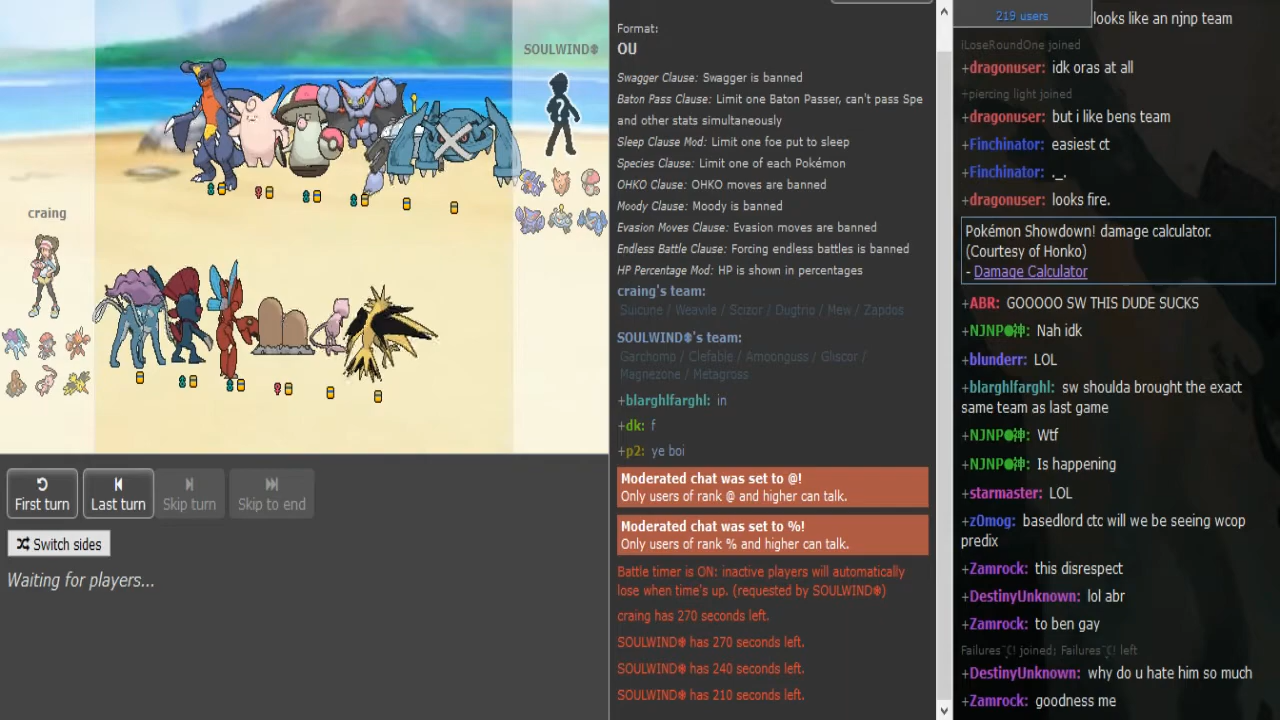 SOULWIND❄
craing
First turn
Last turn
Skip turn
Skip to end
Switch sides
Waiting for players...
Format:
OU
Swagger Clause: Swagger is banned
Baton Pass Clause: Limit one Baton Passer, can't pass Spe
and other stats simultaneously
Sleep Clause Mod: Limit one foe put to sleep
Species Clause: Limit one of each Pokémon
OHKO Clause: OHKO moves are banned
Moody Clause: Moody is banned
Evasion Moves Clause: Evasion moves are banned
Endless Battle Clause: Forcing endless battles is banned
HP Percentage Mod: HP is shown in percentages
craing's team:
Suicune / Weavile / Scizor / Dugtrio / Mew / Zapdos
SOULWIND❄'s team:
Garchomp / Clefable / Amoonguss / Gliscor /
Magnezone / Metagross
+blarghlfarghl: in
+dk: f
+p2: ye boi
Moderated chat was set to @!
Only users of rank @ and higher can talk.
Moderated chat was set to %!
Only users of rank % and higher can talk.
Battle timer is ON: inactive players will automatically
lose when time's up. (requested by SOULWIND❄)
craing has 270 seconds left.
SOULWIND❄ has 270 seconds left.
SOULWIND❄ has 240 seconds left.
SOULWIND❄ has 210 seconds left.
219 users
looks like an njnp team
iLoseRoundOne joined
+dragonuser: idk oras at all
+piercing light joined
+dragonuser: but i like bens team
+Finchinator: easiest ct
+Finchinator: ._.
+dragonuser: looks fire.
Pokémon Showdown! damage calculator.
(Courtesy of Honko)
- Damage Calculator
+ABR: GOOOOO SW THIS DUDE SUCKS
+NJNP●神: Nah idk
+blunderr: LOL
+blarghlfarghl: sw shoulda brought the exact
same team as last game
+NJNP●神: Wtf
+NJNP●神: Is happening
+starmaster: LOL
+z0mog: basedlord ctc will we be seeing wcop
predix
+Zamrock: this disrespect
+DestinyUnknown: lol abr
+Zamrock: to ben gay
Failures~☾! joined; Failures~☾! left
+DestinyUnknown: why do u hate him so much
+Zamrock: goodness me